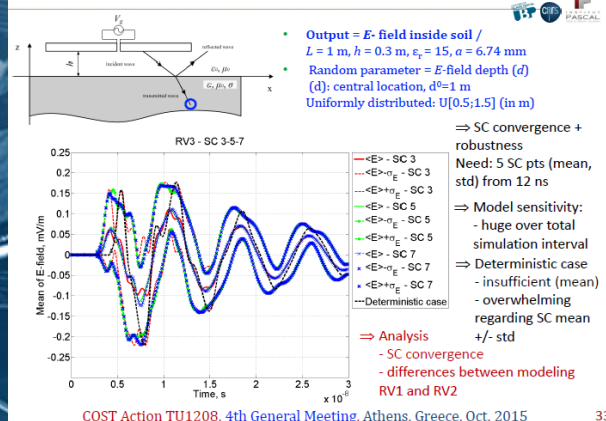 cnrs
INSTITUT
PASCAL
V_g
z
h
incident wave
reflected wave
ε₀, μ₀
x
ε, μ₀, σ
transmitted wave
• Output = E- field inside soil /
L = 1 m, h = 0.3 m, ε_r = 15, a = 6.74 mm
• Random parameter = E-field depth (d)
(d): central location, d⁰=1 m
Uniformly distributed: U[0.5;1.5] (in m)
RV3 - SC 3-5-7
Mean of E-field, mV/m
0.25
0.2
0.15
0.1
0.05
0
-0.05
-0.1
-0.15
-0.2
-0.25
0 0.5 1 1.5 2 2.5 3
Time, s
x 10⁻⁸
<E> - SC 3
<E>-σ_E - SC 3
<E>+σ_E - SC 3
<E> - SC 5
<E>-σ_E - SC 5
<E>+σ_E - SC 5
<E> - SC 7
<E>-σ_E - SC 7
<E>+σ_E - SC 7
Deterministic case
⇒ SC convergence +
robustness
Need: 5 SC pts (mean,
std) from 12 ns
⇒ Model sensitivity:
- huge over total
simulation interval
⇒ Deterministic case
- insufficient (mean)
- overwhelming
regarding SC mean
+/- std
⇒ Analysis
- SC convergence
- differences between modeling
RV1 and RV2
COST Action TU1208, 4th General Meeting, Athens, Greece, Oct. 2015
33